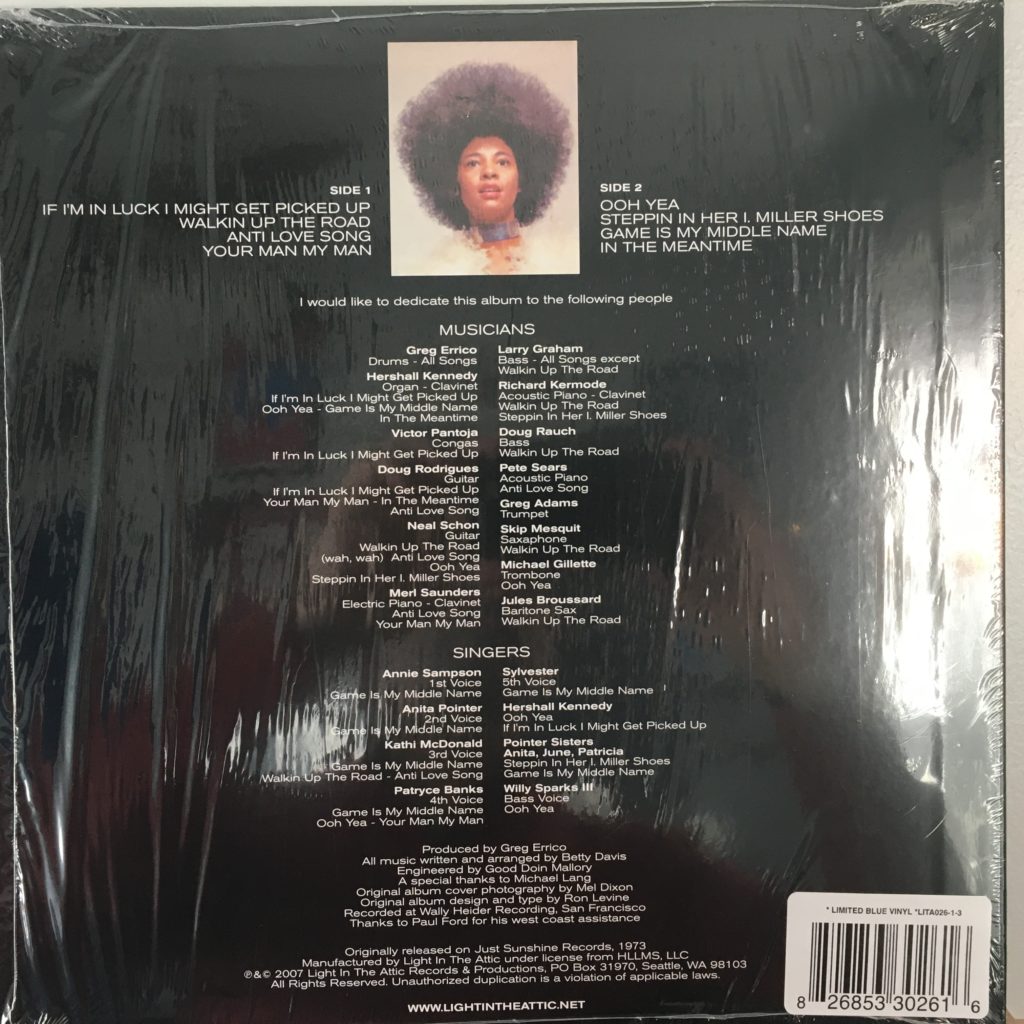 SIDE 1
IF I'M IN LUCK I MIGHT GET PICKED UP
WALKIN UP THE ROAD
ANTI LOVE SONG
YOUR MAN MY MAN
SIDE 2
OOH YEA
STEPPIN IN HER I. MILLER SHOES
GAME IS MY MIDDLE NAME
IN THE MEANTIME
I would like to dedicate this album to the following people
MUSICIANS
Greg Errico
Drums - All Songs
Hershall Kennedy
Organ - Clavinet
If I'm In Luck I Might Get Picked Up
Ooh Yea - Game Is My Middle Name
In The Meantime
Victor Pantoja
Congas
If I'm In Luck I Might Get Picked Up
Doug Rodrigues
Guitar
If I'm In Luck I Might Get Picked Up
Your Man My Man - In The Meantime
Anti Love Song
Neal Schon
Guitar
Walkin Up The Road
(wah, wah) Anti Love Song
Ooh Yea
Steppin In Her I. Miller Shoes
Merl Saunders
Electric Piano - Clavinet
Anti Love Song
Your Man My Man
Larry Graham
Bass - All Songs except
Walkin Up The Road
Richard Kermode
Acoustic Piano - Clavinet
Walkin Up The Road
Steppin In Her I. Miller Shoes
Doug Rauch
Bass
Walkin Up The Road
Pete Sears
Acoustic Piano
Anti Love Song
Greg Adams
Trumpet
Skip Mesquit
Saxaphone
Walkin Up The Road
Michael Gillette
Trombone
Ooh Yea
Jules Broussard
Baritone Sax
Walkin Up The Road
SINGERS
Annie Sampson
1st Voice
Game Is My Middle Name
Anita Pointer
2nd Voice
Game Is My Middle Name
Kathi McDonald
3rd Voice
Game Is My Middle Name
Walkin Up The Road - Anti Love Song
Patryce Banks
4th Voice
Game Is My Middle Name
Ooh Yea - Your Man My Man
Sylvester
5th Voice
Game Is My Middle Name
Hershall Kennedy
Ooh Yea
If I'm In Luck I Might Get Picked Up
Pointer Sisters
Anita, June, Patricia
Steppin In Her I. Miller Shoes
Game Is My Middle Name
Willy Sparks III
Bass Voice
Ooh Yea
Produced by Greg Errico
All music written and arranged by Betty Davis
Engineered by Good Doin Mallory
A special thanks to Michael Lang
Original album cover photography by Mel Dixon
Original album design and type by Ron Levine
Recorded at Wally Heider Recording, San Francisco
Thanks to Paul Ford for his west coast assistance
Originally released on Just Sunshine Records, 1973
Manufactured by Light In The Attic under license from HLLMS, LLC
℗&© 2007 Light In The Attic Records & Productions, PO Box 31970, Seattle, WA 98103
All Rights Reserved. Unauthorized duplication is a violation of applicable laws.
WWW.LIGHTINTHEATTIC.NET
* LIMITED BLUE VINYL *LITA026-1-3
8 26853 30261 6